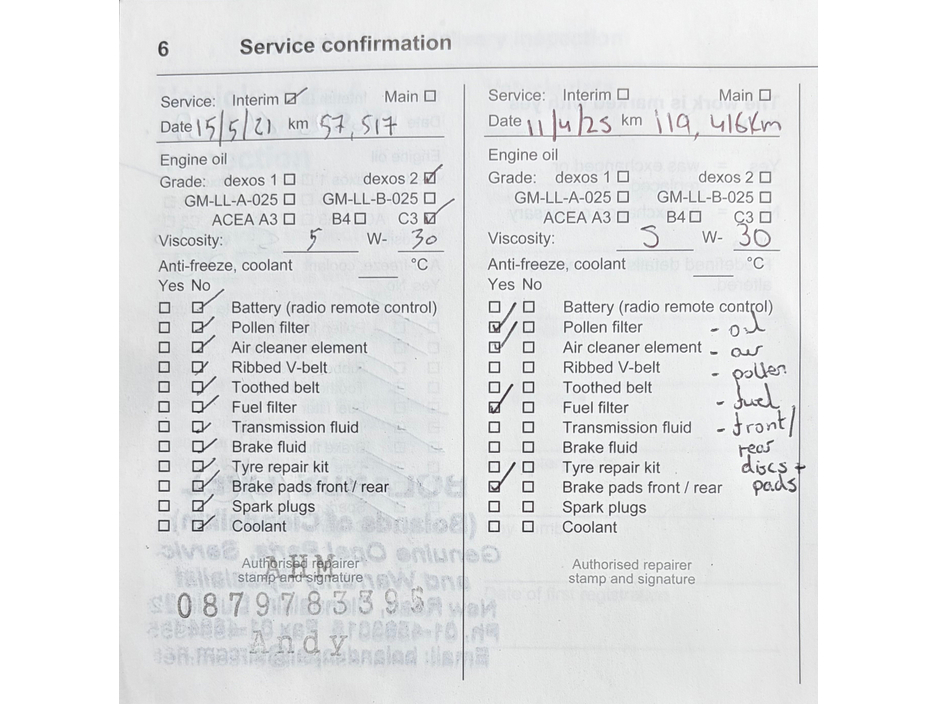 6 Service confirmation
Service: Interim Main
Date 15/5/21 km 57,517
Engine oil
Grade: dexos 1 dexos 2
GM-LL-A-025 GM-LL-B-025
ACEA A3 B4 C3
Viscosity: 5 W- 30
Anti-freeze, coolant °C
Yes No
Battery (radio remote control)
Pollen filter
Air cleaner element
Ribbed V-belt
Toothed belt
Fuel filter
Transmission fluid
Brake fluid
Tyre repair kit
Brake pads front / rear
Spark plugs
Coolant
Authorised repairer
stamp and signature
AHM
0879783395
Andy
Service: Interim Main
Date 11/4/25 km 119,416km
Engine oil
Grade: dexos 1 dexos 2
GM-LL-A-025 GM-LL-B-025
ACEA A3 B4 C3
Viscosity: 5 W- 30
Anti-freeze, coolant °C
Yes No
Battery (radio remote control)
Pollen filter
Air cleaner element
Ribbed V-belt
Toothed belt
Fuel filter
Transmission fluid
Brake fluid
Tyre repair kit
Brake pads front / rear
Spark plugs
Coolant
- oil
- air
- pollen
- fuel
- front/
rear
discs +
pads
Authorised repairer
stamp and signature